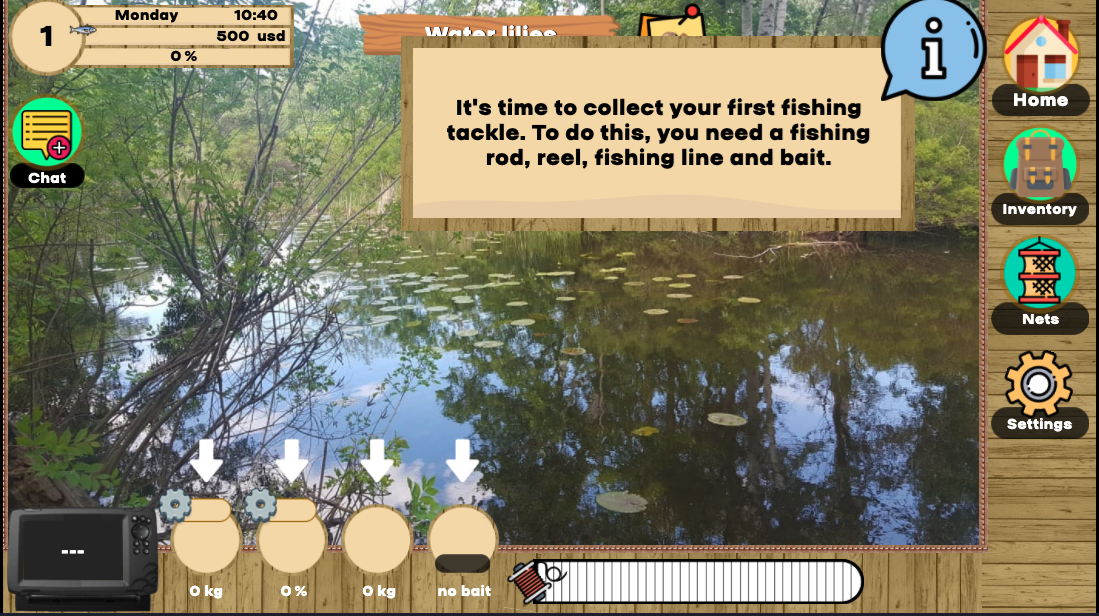 1
Monday 10:40
500 usd
0 %
Water lilies
It's time to collect your first fishing
tackle. To do this, you need a fishing
rod, reel, fishing line and bait.
Home
Chat
Inventory
Nets
Settings
---
0 kg
0 %
0 kg
no bait